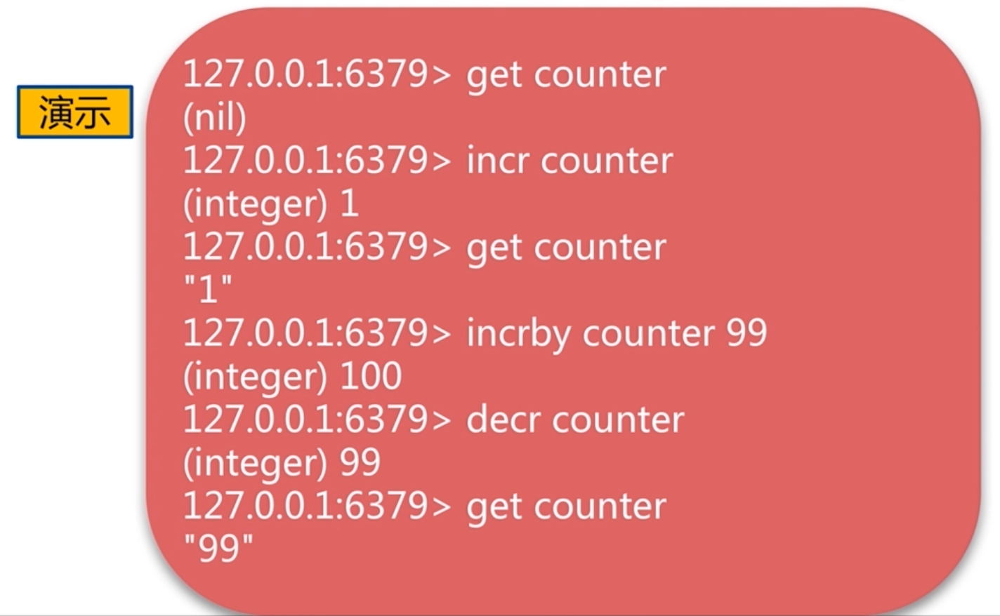 演示
127.0.0.1:6379> get counter
(nil)
127.0.0.1:6379> incr counter
(integer) 1
127.0.0.1:6379> get counter
"1"
127.0.0.1:6379> incrby counter 99
(integer) 100
127.0.0.1:6379> decr counter
(integer) 99
127.0.0.1:6379> get counter
"99"